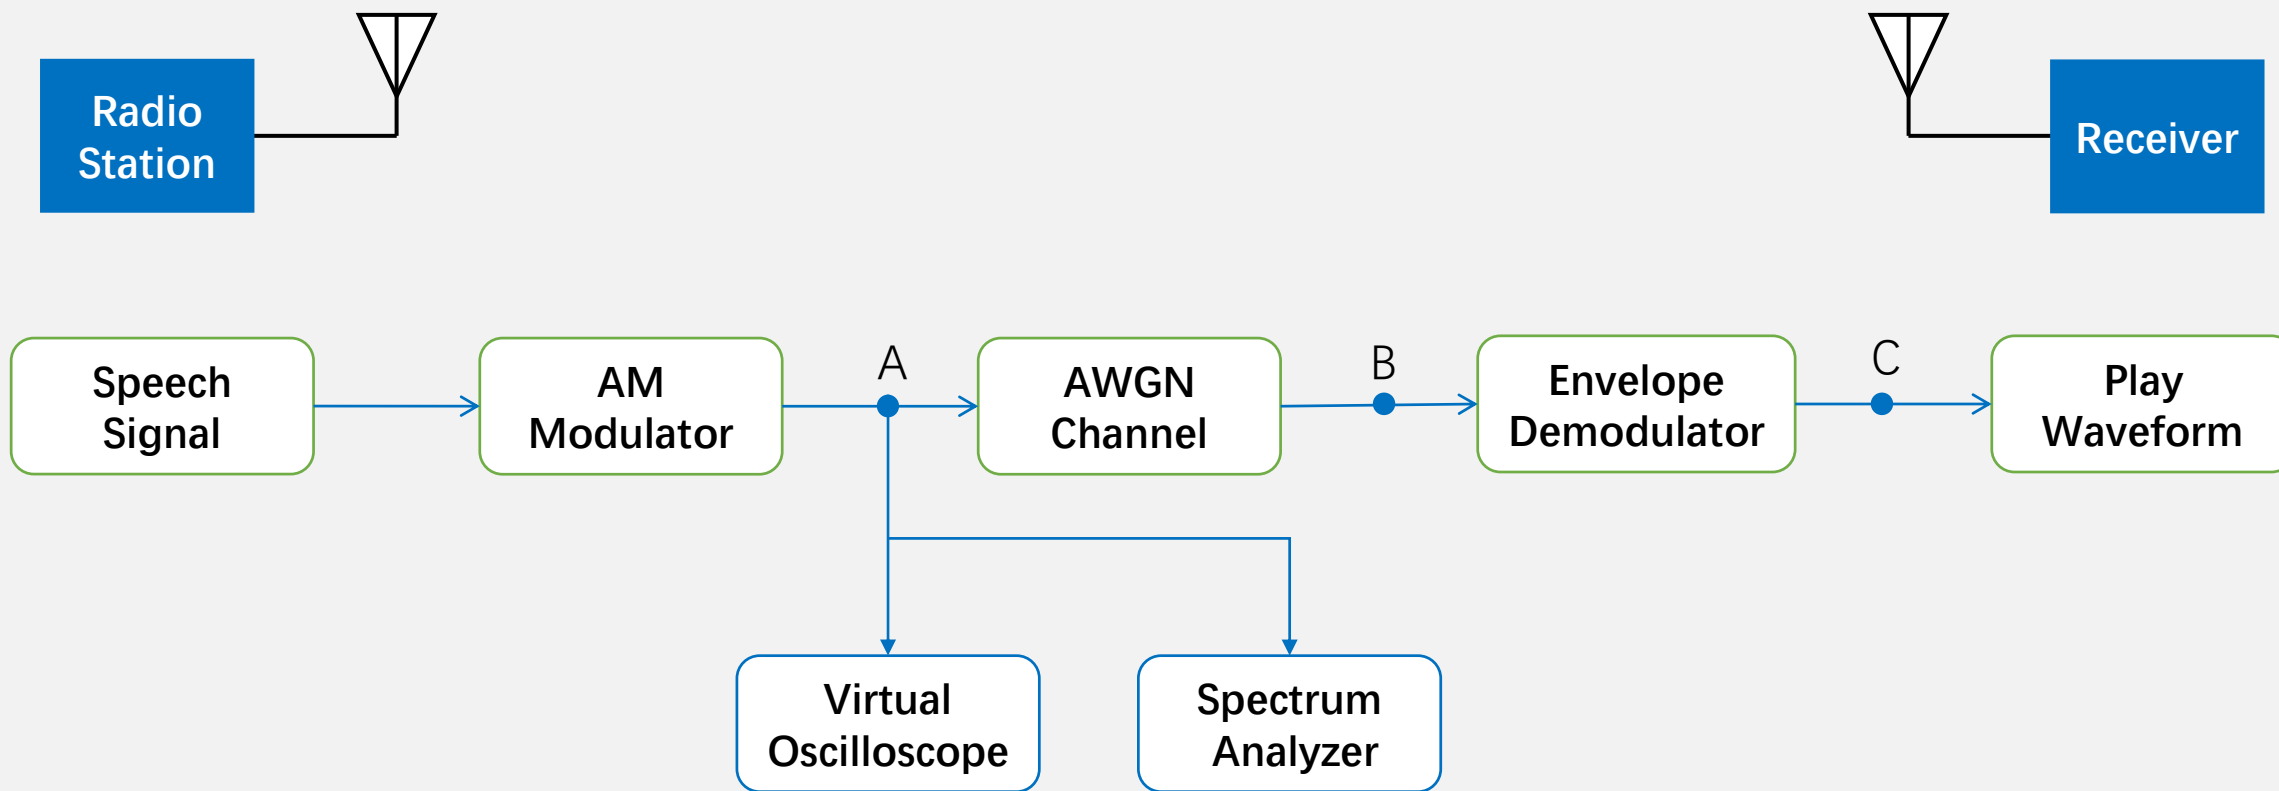 Radio
Station
Receiver
Speech
Signal
AM
Modulator
A
AWGN
Channel
B
Envelope
Demodulator
C
Play
Waveform
Virtual
Oscilloscope
Spectrum
Analyzer